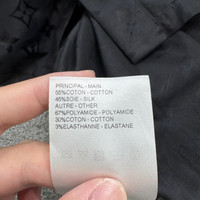 PRINCIPAL - MAIN
55%COTON - COTTON
45%SOIE - SILK
AUTRE - OTHER
67%POLYAMIDE - POLYAMIDE
30%COTON - COTTON
3%ELASTHANNE - ELASTANE